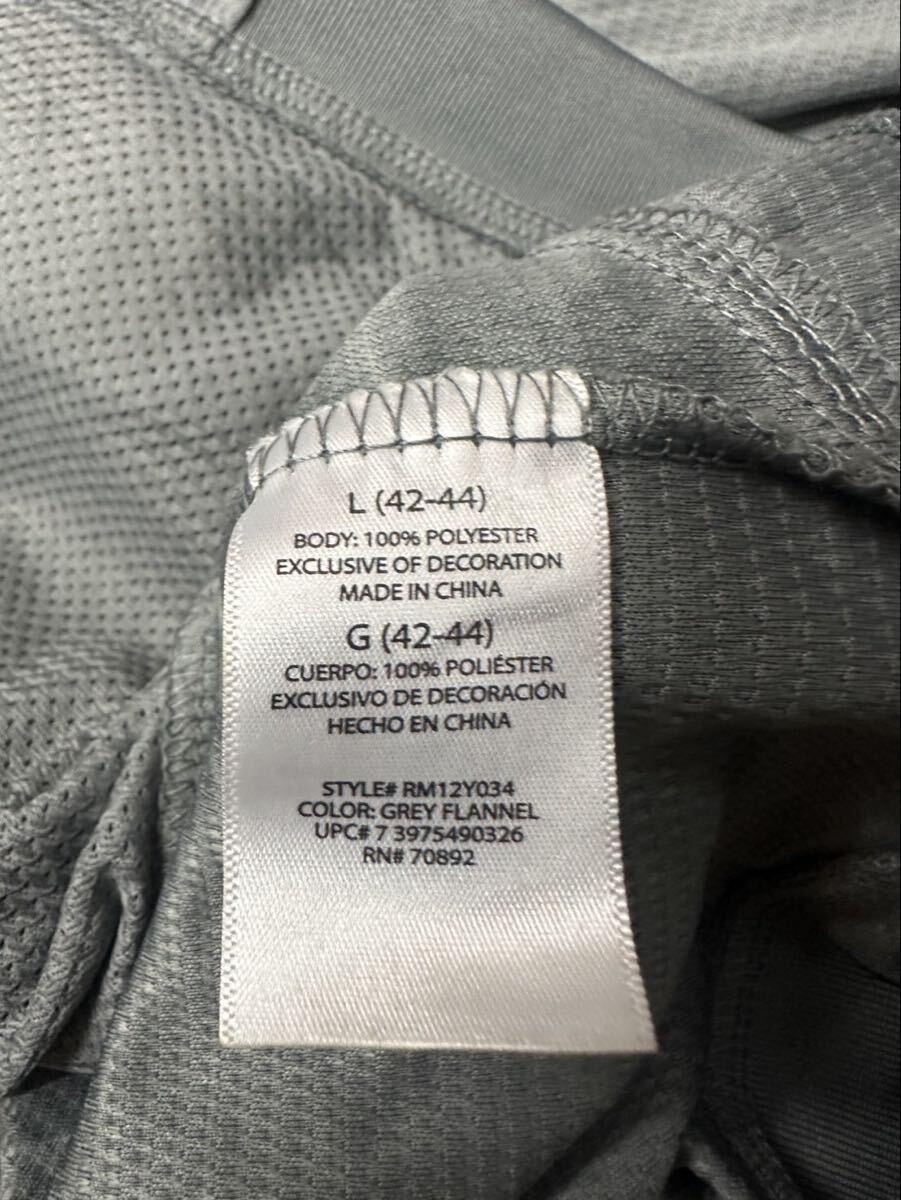 L (42-44)
BODY: 100% POLYESTER
EXCLUSIVE OF DECORATION
MADE IN CHINA
G (42-44)
CUERPO: 100% POLIÉSTER
EXCLUSIVO DE DECORACIÓN
HECHO EN CHINA
STYLE# RM12Y034
COLOR: GREY FLANNEL
UPC# 7 3975490326
RN# 70892